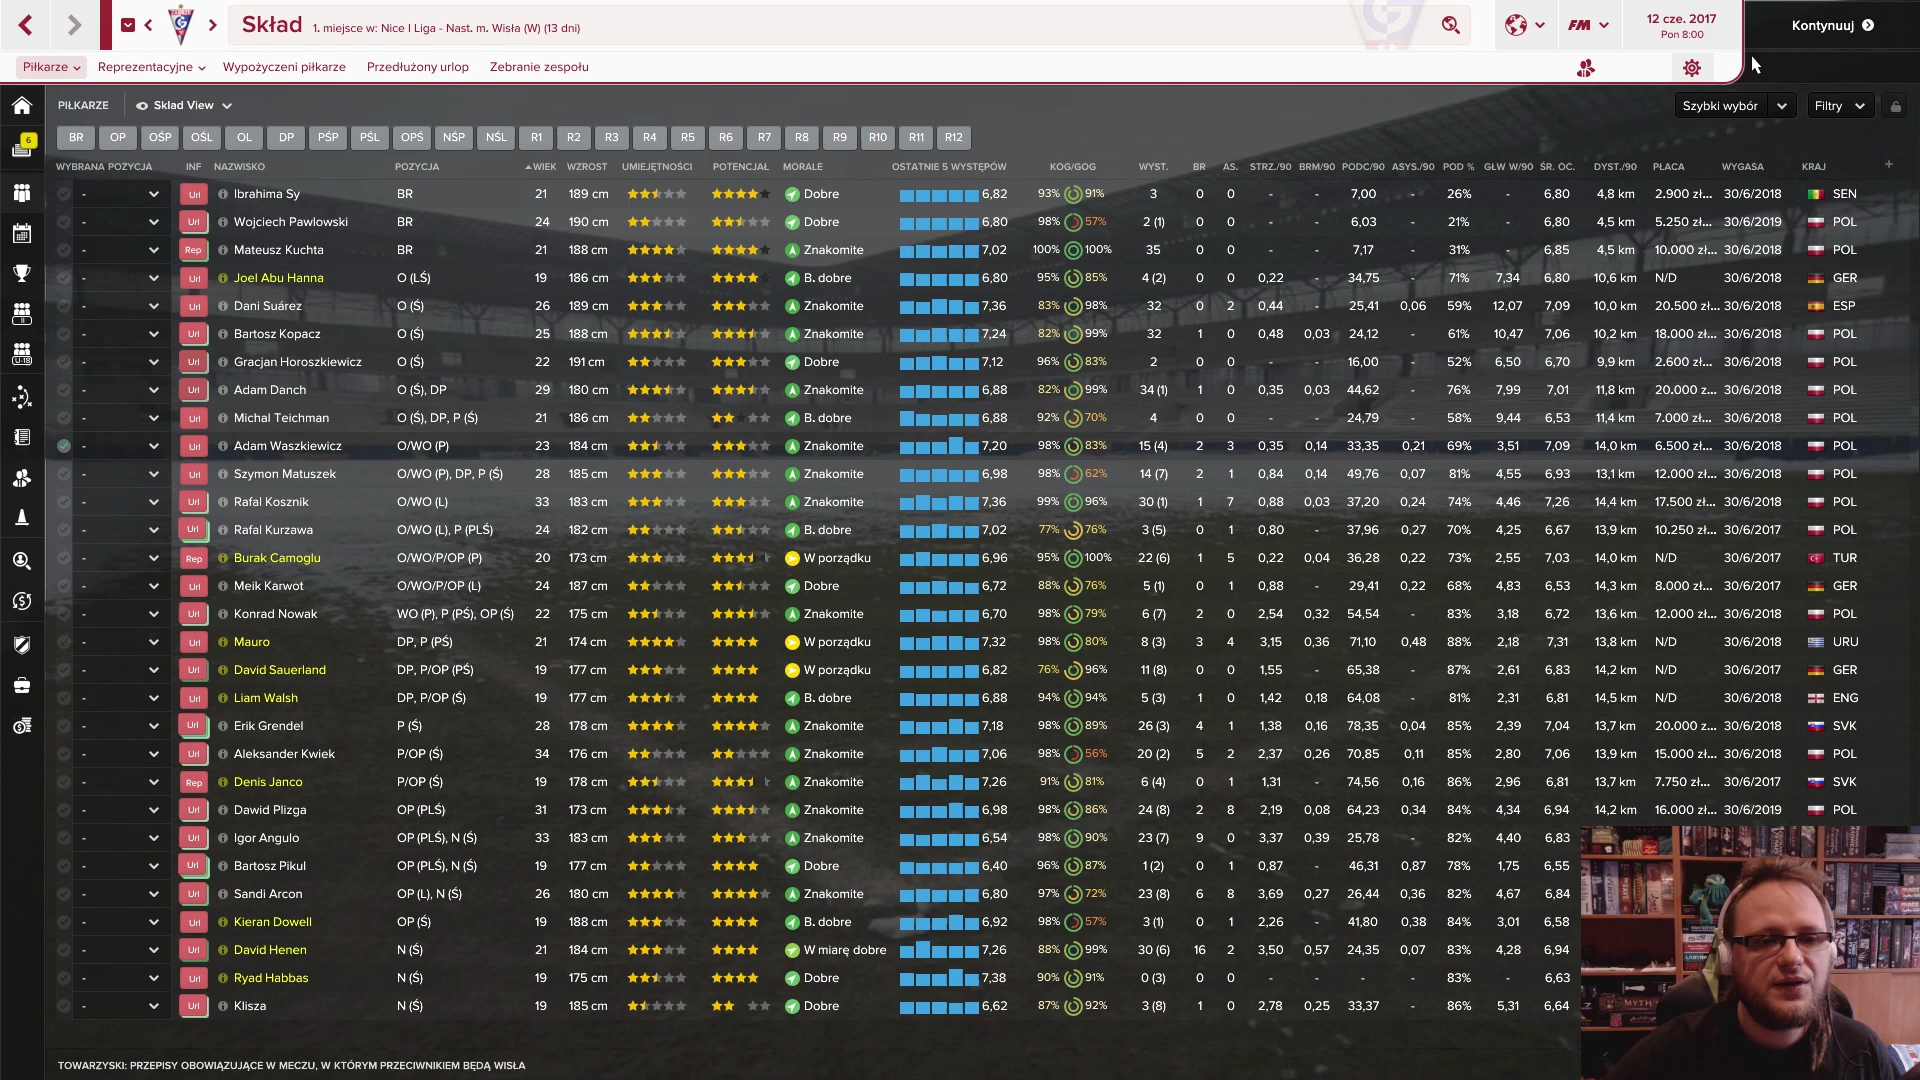 Skład 1. miejsce w: Nice I Liga - Nast. m. Wisła (W) (13 dni)
FM
12 cze. 2017
Pon 8:00
Kontynuuj
Piłkarze Reprezentacyjne Wypożyczeni piłkarze Przedłużony urlop Zebranie zespołu
PIŁKARZE Sklad View Szybki wybór Filtry
6
BR OP OŚP OŚL OL DP PŚP PŚL OPŚ NŚP NŚL R1 R2 R3 R4 R5 R6 R7 R8 R9 R10 R11 R12
WYBRANA POZYCJA INF NAZWISKO POZYCJA WIEK WZROST UMIEJĘTNOŚCI POTENCJAŁ MORALE OSTATNIE 5 WYSTĘPÓW KOG/GOG WYST. BR AS. STRZ./90 BRM/90 PODC/90 ASYS./90 POD % GŁW W/90 ŚR. OC. DYST./90 PŁACA WYGASA KRAJ
- Url Ibrahima Sy BR 21 189 cm Dobre 6,82 93% 91% 3 0 0 - - 7,00 - 26% - 6,80 4,8 km 2.900 zł... 30/6/2018 SEN
- Url Wojciech Pawlowski BR 24 190 cm Dobre 6,80 98% 57% 2 (1) 0 0 - - 6,03 - 21% - 6,80 4,5 km 5.250 zł... 30/6/2019 POL
- Rep Mateusz Kuchta BR 21 188 cm Znakomite 7,02 100% 100% 35 0 0 - - 7,17 - 31% - 6,85 4,5 km 10.000 zł... 30/6/2018 POL
- Url Joel Abu Hanna O (LŚ) 19 186 cm B. dobre 6,80 95% 85% 4 (2) 0 0 0,22 - 34,75 - 71% 7,34 6,80 10,6 km N/D 30/6/2018 GER
- Url Dani Suárez O (Ś) 26 189 cm Znakomite 7,36 83% 98% 32 0 2 0,44 - 25,41 0,06 59% 12,07 7,09 10,0 km 20.500 zł... 30/6/2018 ESP
- Url Bartosz Kopacz O (Ś) 25 188 cm Znakomite 7,24 82% 99% 32 1 0 0,48 0,03 24,12 - 61% 10,47 7,06 10,2 km 18.000 zł... 30/6/2018 POL
- Url Gracjan Horoszkiewicz O (Ś) 22 191 cm Dobre 7,12 96% 83% 2 0 0 - - 16,00 - 52% 6,50 6,70 9,9 km 2.600 zł... 30/6/2018 POL
- Url Adam Danch O (Ś), DP 29 180 cm Znakomite 6,88 82% 99% 34 (1) 1 0 0,35 0,03 44,62 - 76% 7,99 7,01 11,8 km 20.000 z... 30/6/2018 POL
- Url Michal Teichman O (Ś), DP, P (Ś) 21 186 cm B. dobre 6,88 92% 70% 4 0 0 - - 24,79 - 58% 9,44 6,53 11,4 km 7.000 zł... 30/6/2018 POL
- Url Adam Waszkiewicz O/WO (P) 23 184 cm Znakomite 7,20 98% 83% 15 (4) 2 3 0,35 0,14 33,35 0,21 69% 3,51 7,09 14,0 km 6.500 zł... 30/6/2018 POL
- Url Szymon Matuszek O/WO (P), DP, P (Ś) 28 185 cm Znakomite 6,98 98% 62% 14 (7) 2 1 0,84 0,14 49,76 0,07 81% 4,55 6,93 13,1 km 12.000 zł... 30/6/2018 POL
- Url Rafal Kosznik O/WO (L) 33 183 cm Znakomite 7,36 99% 96% 30 (1) 1 7 0,88 0,03 37,20 0,24 74% 4,46 7,26 14,4 km 17.500 zł... 30/6/2018 POL
- Url Rafal Kurzawa O/WO (L), P (PLŚ) 24 182 cm B. dobre 7,02 77% 76% 3 (5) 0 1 0,80 - 37,96 0,27 70% 4,25 6,67 13,9 km 10.250 zł... 30/6/2017 POL
- Rep Burak Camoglu O/WO/P/OP (P) 20 173 cm W porządku 6,96 95% 100% 22 (6) 1 5 0,22 0,04 36,28 0,22 73% 2,55 7,03 14,0 km N/D 30/6/2017 TUR
- Url Meik Karwot O/WO/P/OP (L) 24 187 cm Dobre 6,72 88% 76% 5 (1) 0 1 0,88 - 29,41 0,22 68% 4,83 6,53 14,3 km 8.000 zł... 30/6/2017 GER
- Url Konrad Nowak WO (P), P (PŚ), OP (Ś) 22 175 cm Znakomite 6,70 98% 79% 6 (7) 2 0 2,54 0,32 54,54 - 83% 3,18 6,72 13,6 km 12.000 zł... 30/6/2018 POL
- Url Mauro DP, P (PŚ) 21 174 cm W porządku 7,32 98% 80% 8 (3) 3 4 3,15 0,36 71,10 0,48 88% 2,18 7,31 13,8 km N/D 30/6/2018 URU
- Url David Sauerland DP, P/OP (PŚ) 19 177 cm W porządku 6,82 76% 96% 11 (8) 0 0 1,55 - 65,38 - 87% 2,61 6,83 14,2 km N/D 30/6/2017 GER
- Url Liam Walsh DP, P/OP (Ś) 19 177 cm B. dobre 6,88 94% 94% 5 (3) 1 0 1,42 0,18 64,08 - 81% 2,31 6,81 14,5 km N/D 30/6/2018 ENG
- Url Erik Grendel P (Ś) 28 178 cm Znakomite 7,18 98% 89% 26 (3) 4 1 1,38 0,16 78,35 0,04 85% 2,39 7,04 13,7 km 20.000 z... 30/6/2018 SVK
- Url Aleksander Kwiek P/OP (Ś) 34 176 cm Znakomite 7,06 98% 56% 20 (2) 5 2 2,37 0,26 70,85 0,11 85% 2,80 7,06 13,9 km 15.000 zł... 30/6/2018 POL
- Rep Denis Janco P/OP (Ś) 19 178 cm Znakomite 7,26 91% 81% 6 (4) 0 1 1,31 - 74,56 0,16 86% 2,96 6,81 13,7 km 7.750 zł... 30/6/2017 SVK
- Url Dawid Plizga OP (PLŚ) 31 173 cm Znakomite 6,98 98% 86% 24 (8) 2 8 2,19 0,08 64,23 0,34 84% 4,34 6,94 14,2 km 16.000 zł... 30/6/2019 POL
- Url Igor Angulo OP (PLŚ), N (Ś) 33 183 cm Znakomite 6,54 98% 90% 23 (7) 9 0 3,37 0,39 25,78 - 82% 4,40 6,83
- Url Bartosz Pikul OP (PLŚ), N (Ś) 19 177 cm Dobre 6,40 96% 87% 1 (2) 0 1 0,87 - 46,31 0,87 78% 1,75 6,55
- Url Sandi Arcon OP (L), N (Ś) 26 180 cm Znakomite 6,80 97% 72% 23 (8) 6 8 3,69 0,27 26,44 0,36 82% 4,67 6,84
- Url Kieran Dowell OP (Ś) 19 188 cm B. dobre 6,92 98% 57% 3 (1) 0 1 2,26 - 41,80 0,38 84% 3,01 6,58
- Url David Henen N (Ś) 21 184 cm W miarę dobre 7,26 88% 99% 30 (6) 16 2 3,50 0,57 24,35 0,07 83% 4,28 6,94
- Url Ryad Habbas N (Ś) 19 175 cm Dobre 7,38 90% 91% 0 (3) 0 0 - - - - 83% - 6,63
- Url Klisza N (Ś) 19 185 cm Dobre 6,62 87% 92% 3 (8) 1 0 2,78 0,25 33,37 - 86% 5,31 6,64
TOWARZYSKI: PRZEPISY OBOWIĄZUJĄCE W MECZU, W KTÓRYM PRZECIWNIKIEM BĘDĄ WISŁA